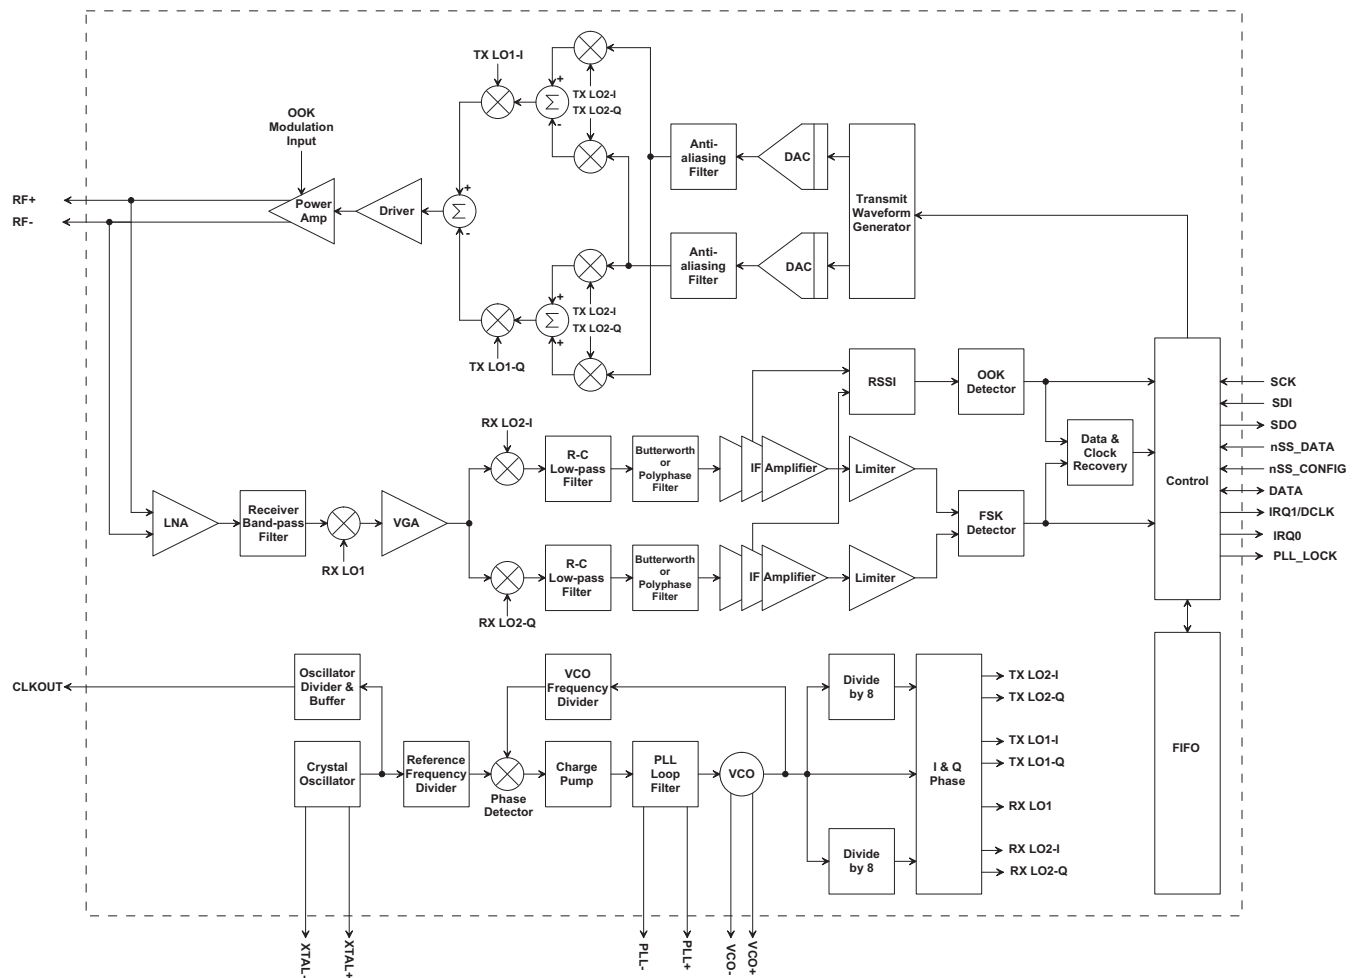 TX LO1-I
+
TX LO2-I
TX LO2-Q
Σ
-
OOK
Modulation
Input
Anti-
aliasing
Filter
DAC
Transmit
Waveform
Generator
RF+
RF-
Power
Amp
Driver
+
Σ
-
Anti-
aliasing
Filter
DAC
+
Σ
+
TX LO2-I
TX LO2-Q
TX LO1-Q
RSSI
OOK
Detector
Data &
Clock
Recovery
Control
SCK
SDI
SDO
nSS_DATA
nSS_CONFIG
DATA
IRQ1/DCLK
IRQ0
PLL_LOCK
RX LO2-I
R-C
Low-pass
Filter
Butterworth
or
Polyphase
Filter
IF Amplifier
Limiter
LNA
Receiver
Band-pass
Filter
RX LO1
VGA
FSK
Detector
R-C
Low-pass
Filter
Butterworth
or
Polyphase
Filter
IF Amplifier
Limiter
RX LO2-Q
CLKOUT
Oscillator
Divider &
Buffer
VCO
Frequency
Divider
Divide
by 8
Crystal
Oscillator
Reference
Frequency
Divider
Phase
Detector
Charge
Pump
PLL
Loop
Filter
VCO
I & Q
Phase
Divide
by 8
TX LO2-I
TX LO2-Q
TX LO1-I
TX LO1-Q
RX LO1
RX LO2-I
RX LO2-Q
FIFO
XTAL-
XTAL+
PLL-
PLL+
VCO-
VCO+